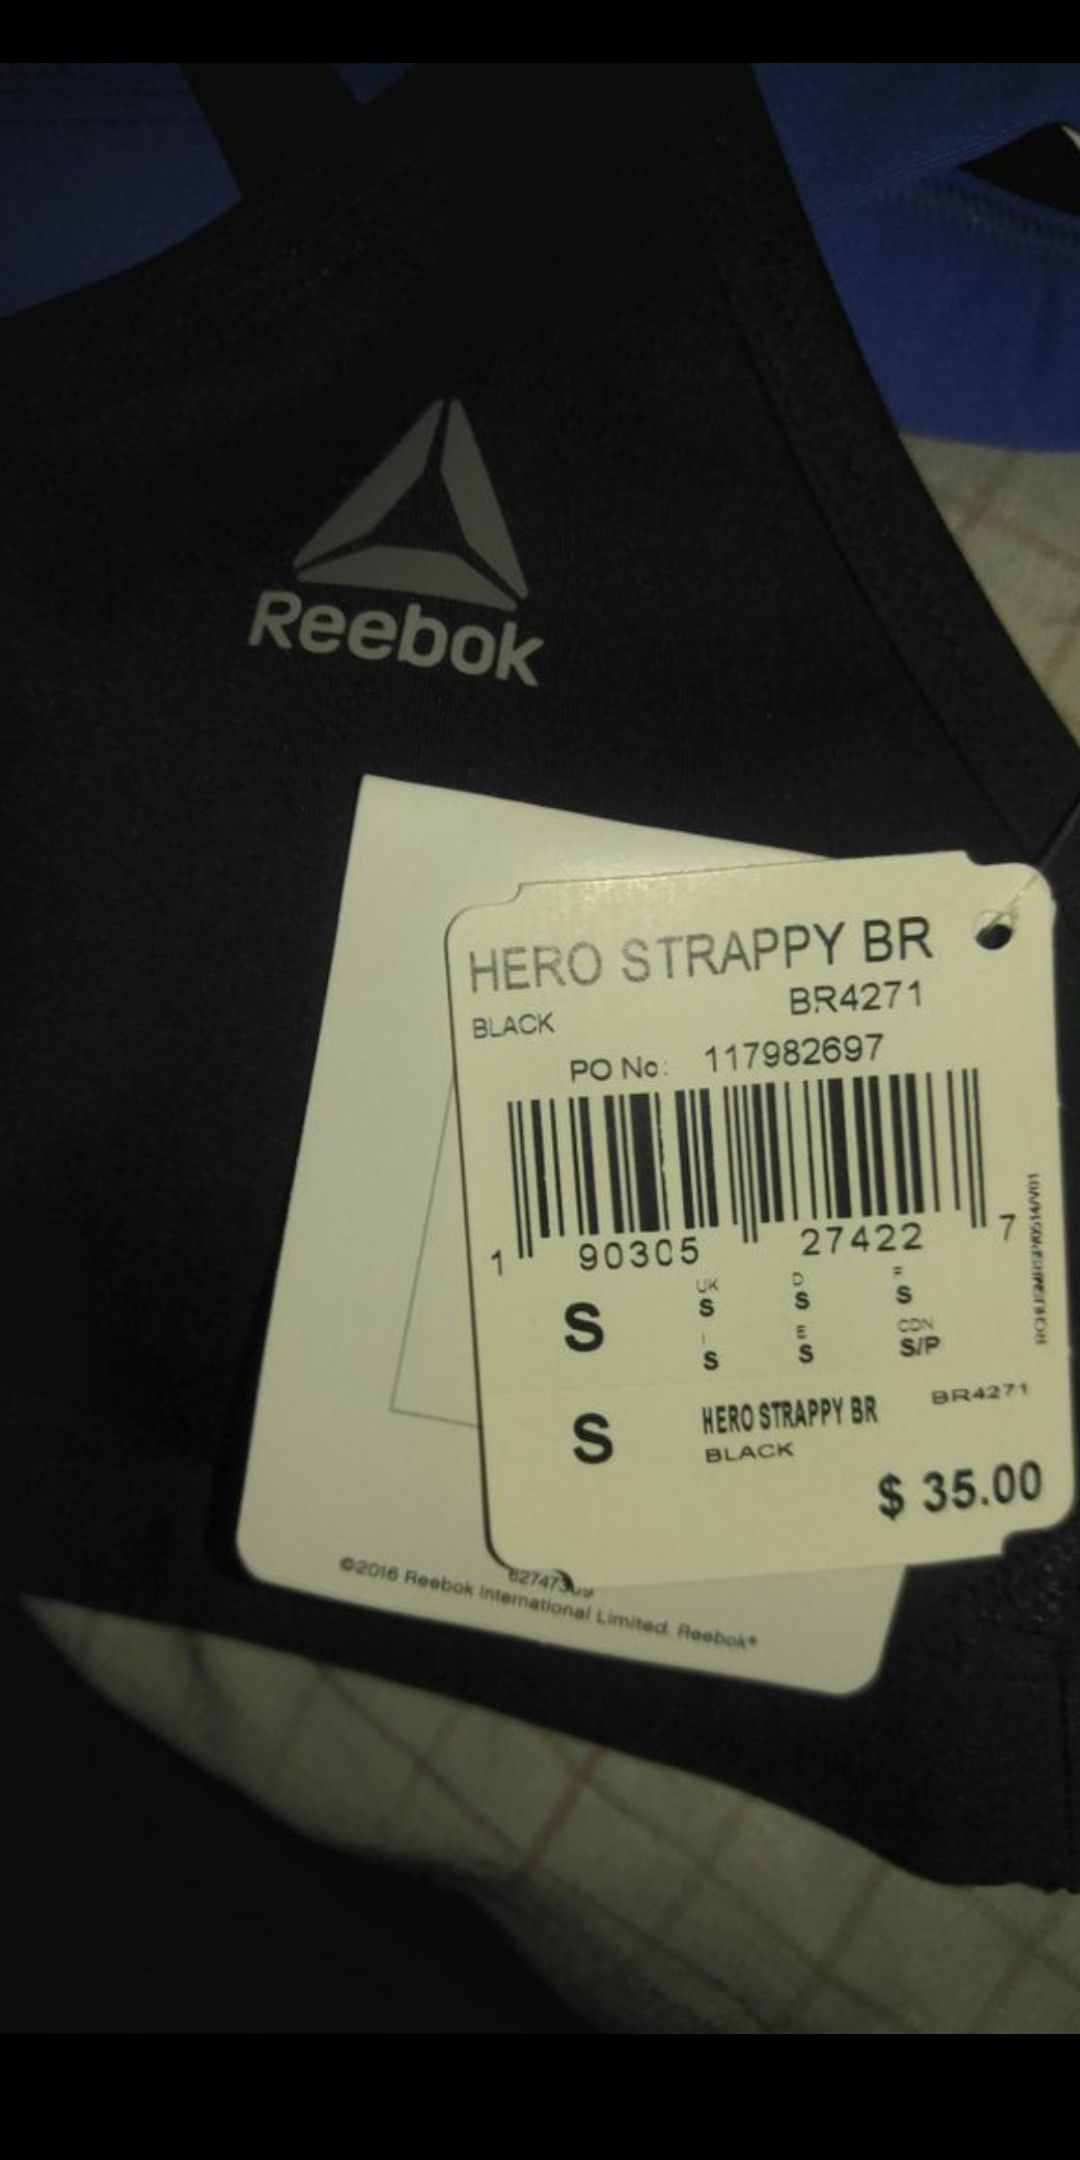 Reebok
HERO STRAPPY BR
BLACK BR4271
PO No: 117982697
1 90305 27422 7
S
UK D F
S S S
I E CDN
S S S/P
S HERO STRAPPY BR BR4271
BLACK
$ 35.00
©2016 Reebok International Limited. Reebok®